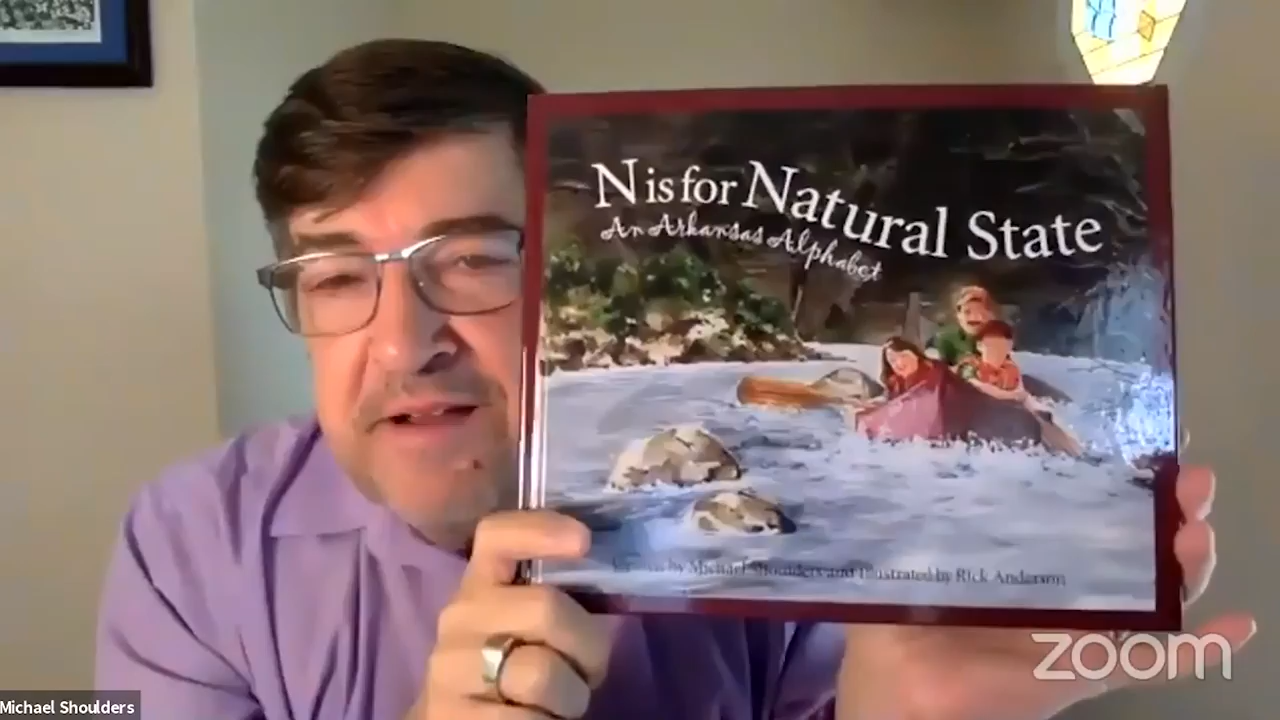 N is for Natural State
An Arkansas Alphabet
by Michael Shoulders and Illustrated by Rick Anderson
zoom
Michael Shoulders